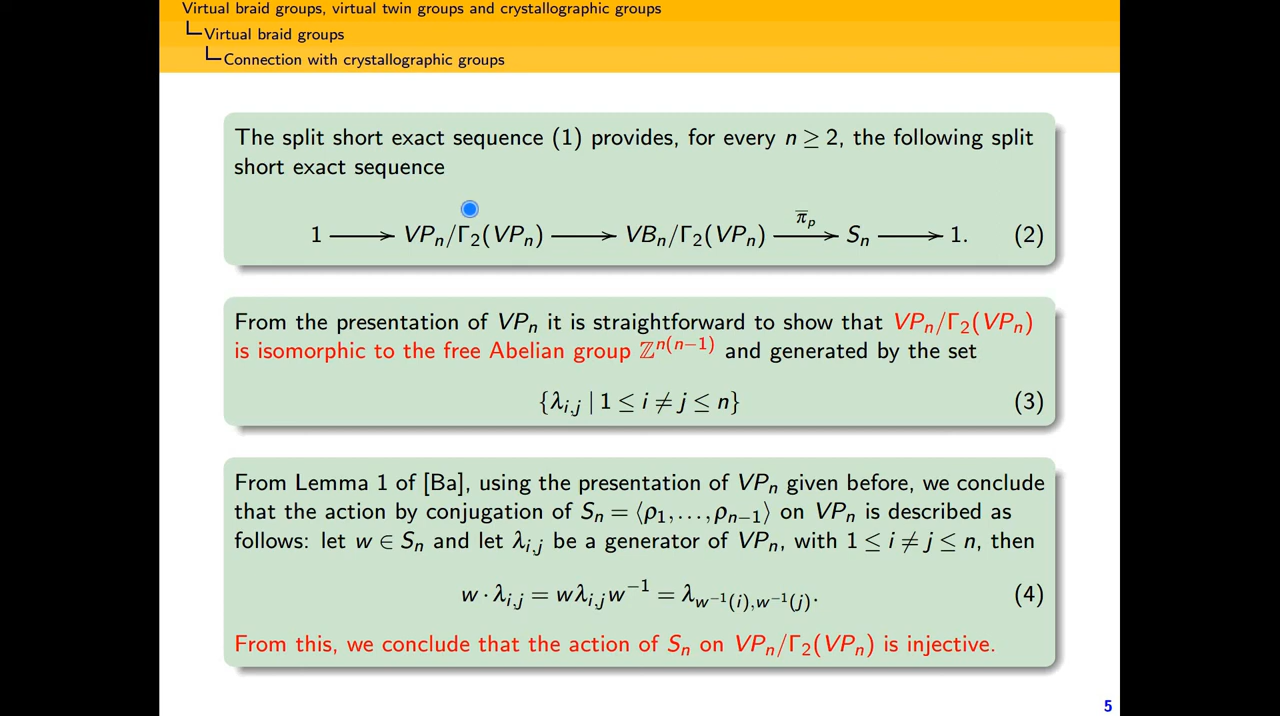 Virtual braid groups, virtual twin groups and crystallographic groups
Virtual braid groups
Connection with crystallographic groups
The split short exact sequence (1) provides, for every n ≥ 2, the following split
short exact sequence
1 ⟶ VP_n/Γ_2(VP_n) ⟶ VB_n/Γ_2(VP_n) \overset{\overline{π}_p}{⟶} S_n ⟶ 1. (2)
From the presentation of VP_n it is straightforward to show that VP_n/Γ_2(VP_n)
is isomorphic to the free Abelian group ℤ^{n(n−1)} and generated by the set
{λ_{i,j} | 1 ≤ i ≠ j ≤ n} (3)
From Lemma 1 of [Ba], using the presentation of VP_n given before, we conclude
that the action by conjugation of S_n = ⟨ρ_1,…,ρ_{n−1}⟩ on VP_n is described as
follows: let w ∈ S_n and let λ_{i,j} be a generator of VP_n, with 1 ≤ i ≠ j ≤ n, then
w · λ_{i,j} = wλ_{i,j}w^{−1} = λ_{w^{−1}(i),w^{−1}(j)}. (4)
From this, we conclude that the action of S_n on VP_n/Γ_2(VP_n) is injective.
5